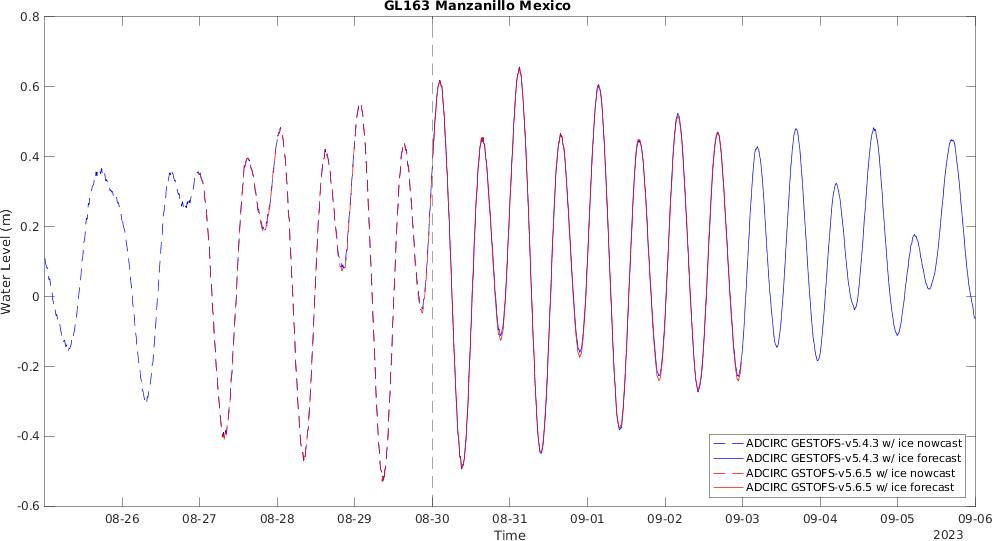 GL163 Manzanillo Mexico
0.8
0.6
0.4
0.2
0
-0.2
-0.4
-0.6
Water Level (m)
ADCIRC GESTOFS-v5.4.3 w/ ice nowcast
ADCIRC GESTOFS-v5.4.3 w/ ice forecast
ADCIRC GSTOFS-v5.6.5 w/ ice nowcast
ADCIRC GSTOFS-v5.6.5 w/ ice forecast
08-26 08-27 08-28 08-29 08-30 08-31 09-01 09-02 09-03 09-04 09-05 09-06
Time
2023